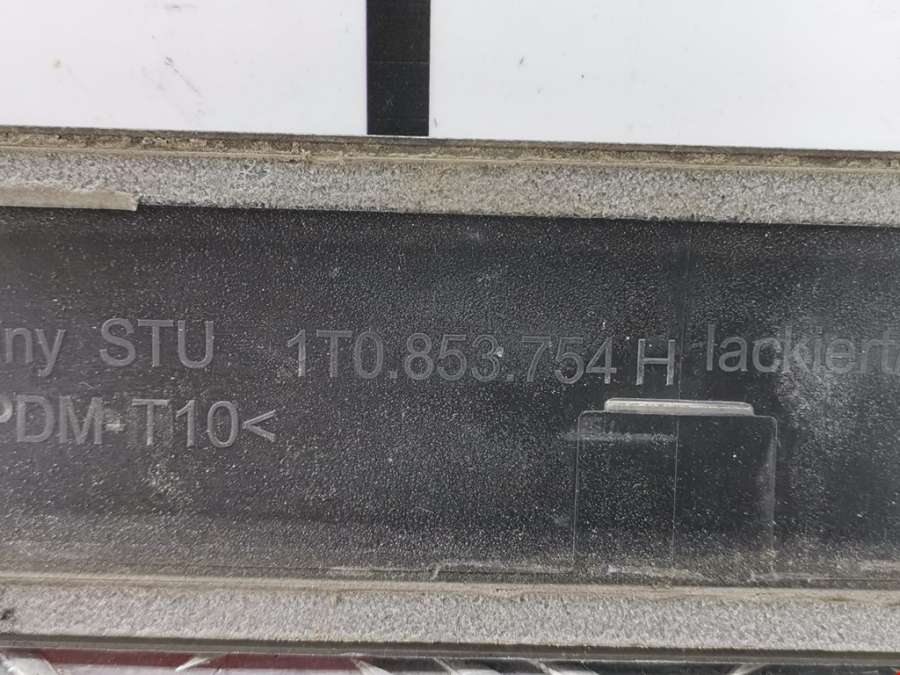 ny STU 1T0.853.754 H lackiert/
PDM-T10<